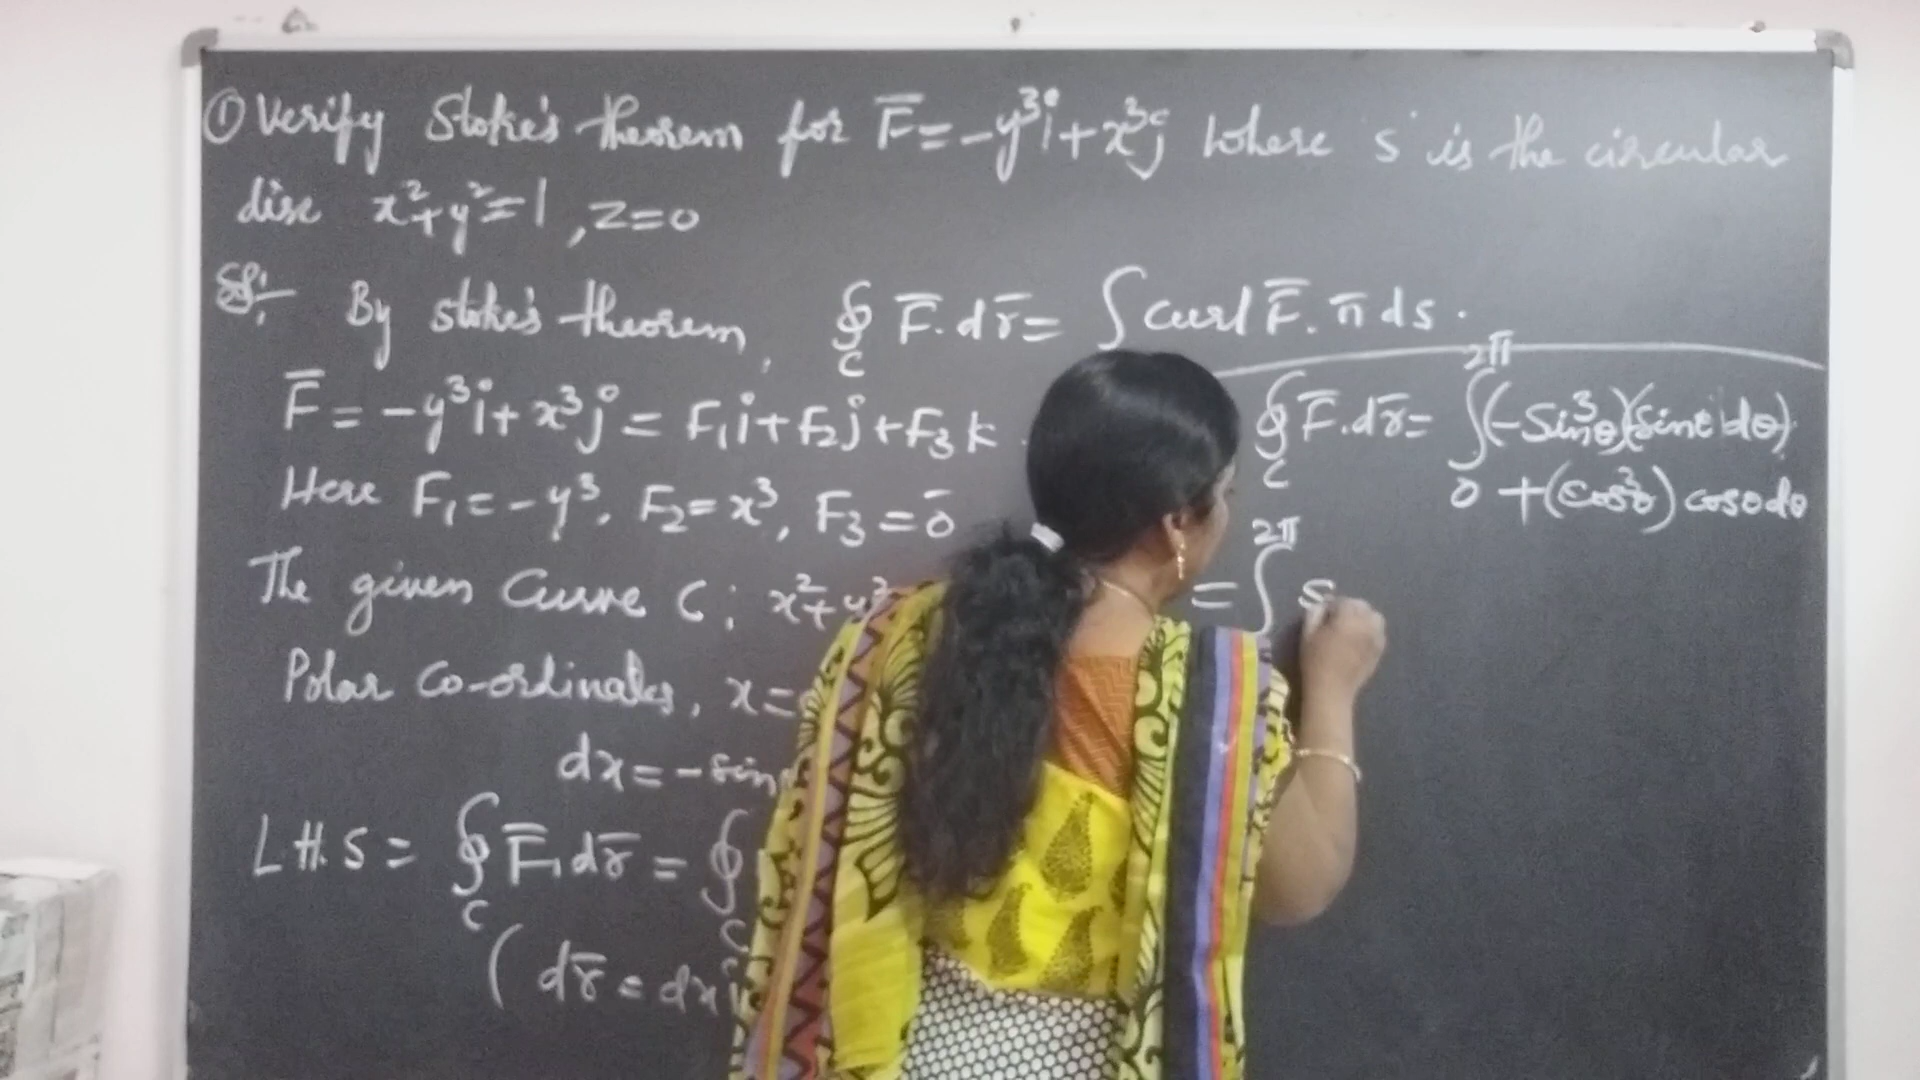 ① Verify Stoke's theorem for F̅ = -y³i + x³j where 's' is the circular
disc x² + y² = 1, z = 0
Sol:- By stoke's theorem, ∮_C F̅.dr̅ = ∫ curl F̅. n̅ ds.
F̅ = -y³i + x³j = F₁i + F₂j + F₃k.
Here F₁ = -y³, F₂ = x³, F₃ = 0̅
The given curve C: x² + y²
Polar co-ordinates, x =
dx = -sin
L.H.S = ∮_C F̅.dr̅ = ∮_C
( dr̅ = dxi
∮_C F̅.dr̅ = ∫₀^2π (-sin³θ)(-sinθ dθ)
+ (cos³θ) cosθ dθ
= ∫^2π s